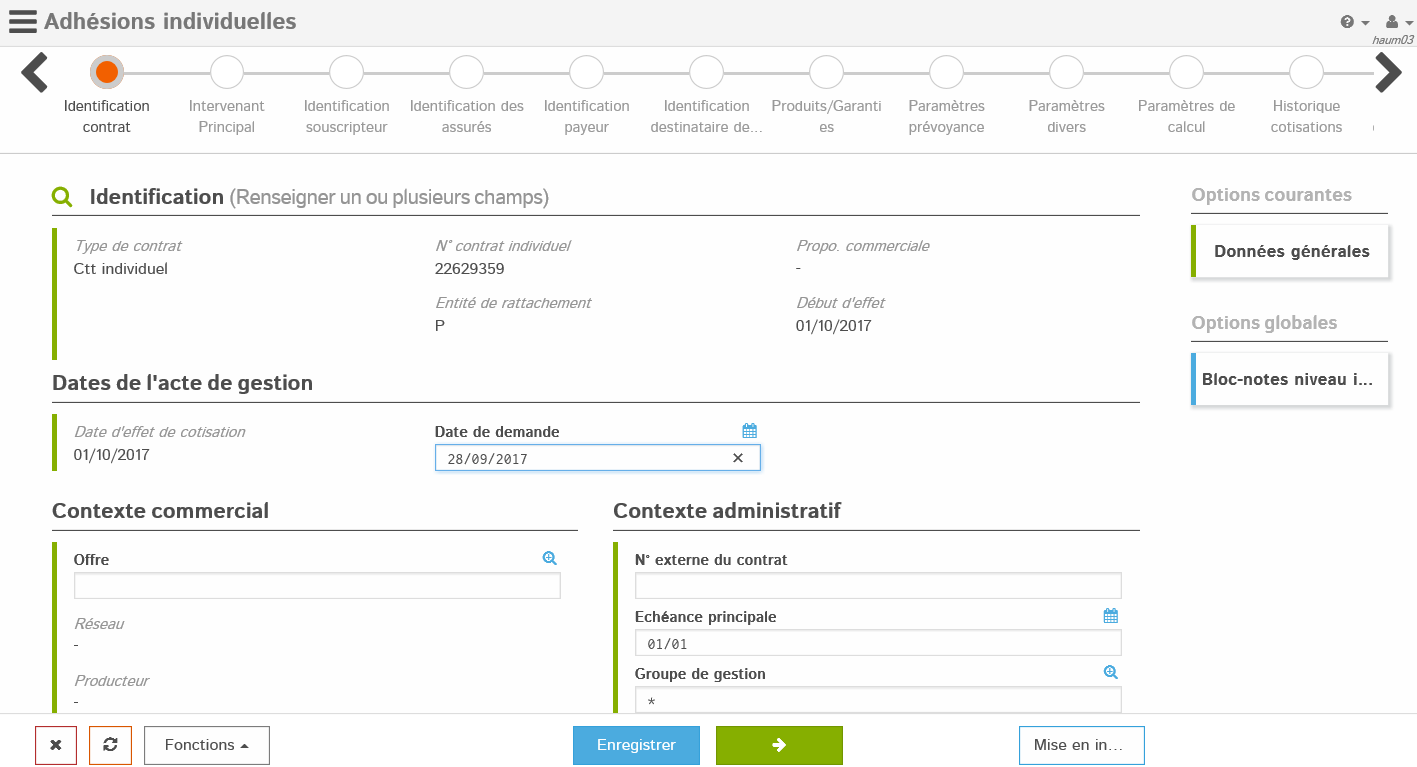 Adhésions individuelles
haum03
Identification contrat
Intervenant Principal
Identification souscripteur
Identification des assurés
Identification payeur
Identification destinataire de...
Produits/Garanti es
Paramètres prévoyance
Paramètres divers
Paramètres de calcul
Historique cotisations
Identification (Renseigner un ou plusieurs champs)
Type de contrat
Ctt individuel
N° contrat individuel
22629359
Propo. commerciale
-
Entité de rattachement
P
Début d'effet
01/10/2017
Options courantes
Données générales
Options globales
Bloc-notes niveau i...
Dates de l'acte de gestion
Date d'effet de cotisation
01/10/2017
Date de demande
28/09/2017
Contexte commercial
Offre
Réseau
-
Producteur
-
Contexte administratif
N° externe du contrat
Echéance principale
01/01
Groupe de gestion
*
Fonctions
Enregistrer
Mise en in...